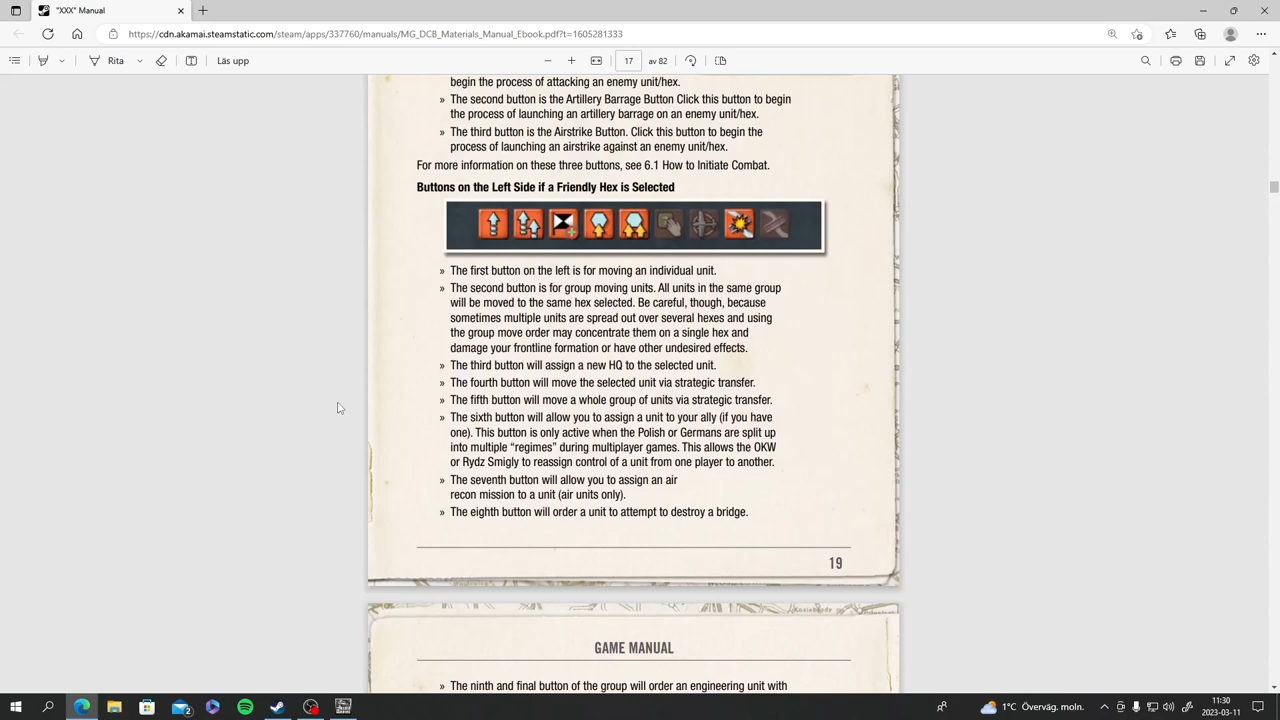 "XXX" Manual
https://cdn.akamai.steamstatic.com/steam/apps/337760/manuals/MG_DCB_Materials_Manual_Ebook.pdf?t=1605281333
Rita
Läs upp
17
av 82
begin the process of attacking an enemy unit/hex.
» The second button is the Artillery Barrage Button Click this button to begin
the process of launching an artillery barrage on an enemy unit/hex.
» The third button is the Airstrike Button. Click this button to begin the
process of launching an airstrike against an enemy unit/hex.
For more information on these three buttons, see 6.1 How to Initiate Combat.
Buttons on the Left Side if a Friendly Hex is Selected
» The first button on the left is for moving an individual unit.
» The second button is for group moving units. All units in the same group
will be moved to the same hex selected. Be careful, though, because
sometimes multiple units are spread out over several hexes and using
the group move order may concentrate them on a single hex and
damage your frontline formation or have other undesired effects.
» The third button will assign a new HQ to the selected unit.
» The fourth button will move the selected unit via strategic transfer.
» The fifth button will move a whole group of units via strategic transfer.
» The sixth button will allow you to assign a unit to your ally (if you have
one). This button is only active when the Polish or Germans are split up
into multiple “regimes” during multiplayer games. This allows the OKW
or Rydz Smigly to reassign control of a unit from one player to another.
» The seventh button will allow you to assign an air
recon mission to a unit (air units only).
» The eighth button will order a unit to attempt to destroy a bridge.
19
GAME MANUAL
» The ninth and final button of the group will order an engineering unit with
2
1°C Överväg. moln.
11:30
2023-03-11